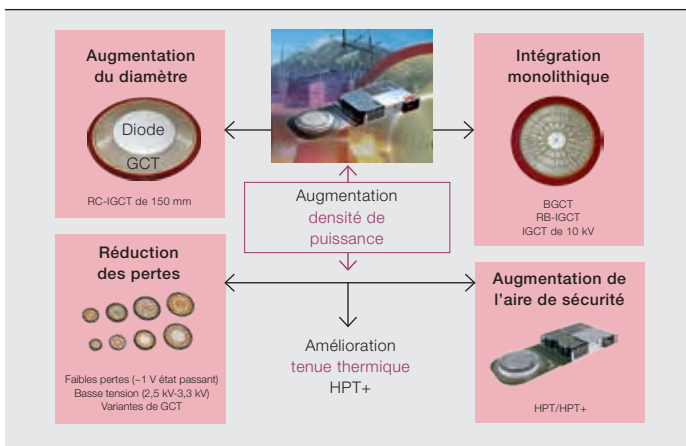 Augmentation
du diamètre
Diode
GCT
RC-IGCT de 150 mm
Intégration
monolithique
BGCT
RB-IGCT
IGCT de 10 kV
Augmentation
densité de
puissance
Réduction
des pertes
Faibles pertes (~1 V état passant)
Basse tension (2,5 kV-3,3 kV)
Variantes de GCT
Amélioration
tenue thermique
HPT+
Augmentation de
l’aire de sécurité
HPT/HPT+